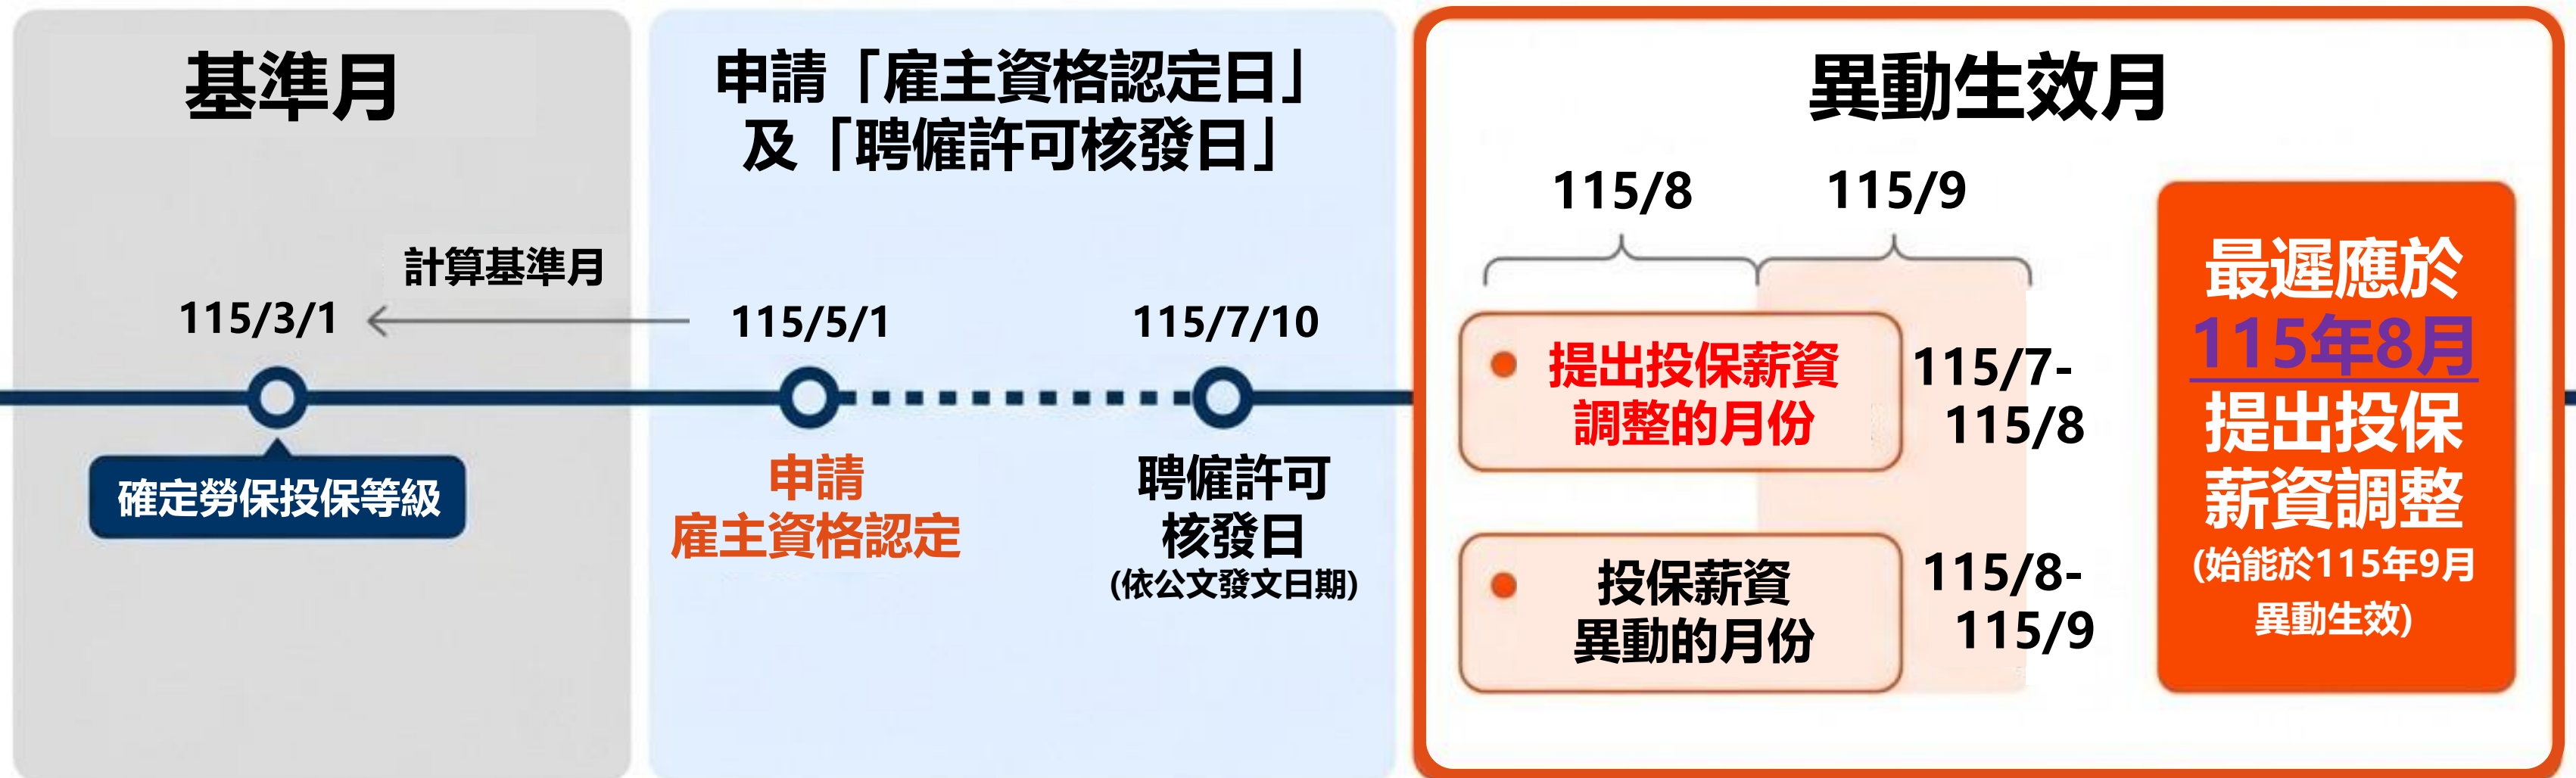 基準月
計算基準月
115/3/1
確定勞保投保等級
申請「雇主資格認定日」
及「聘僱許可核發日」
115/5/1
申請
雇主資格認定
115/7/10
聘僱許可
核發日
(依公文發文日期)
異動生效月
115/8
115/9
提出投保薪資
調整的月份
115/7-
115/8
投保薪資
異動的月份
115/8-
115/9
最遲應於
115年8月
提出投保
薪資調整
(始能於115年9月
異動生效)